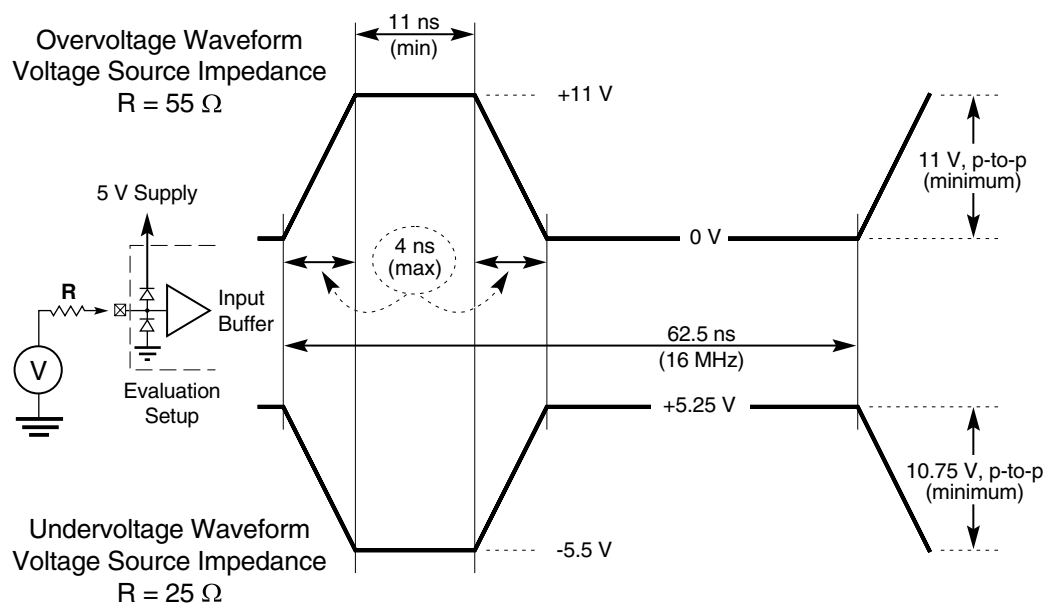 11 ns
(min)
Overvoltage Waveform
Voltage Source Impedance
R = 55 Ω
+11 V
11 V, p-to-p
(minimum)
5 V Supply
0 V
4 ns
(max)
R
Input
Buffer
V
62.5 ns
(16 MHz)
Evaluation
Setup
+5.25 V
10.75 V, p-to-p
(minimum)
Undervoltage Waveform
Voltage Source Impedance
R = 25 Ω
-5.5 V